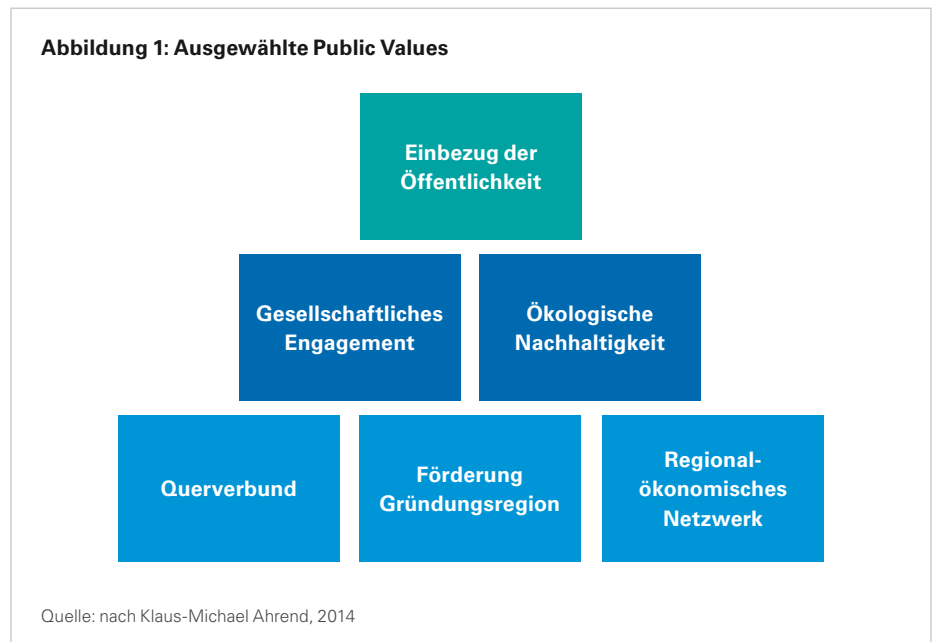 Abbildung 1: Ausgewählte Public Values
Einbezug der
Öffentlichkeit
Gesellschaftliches
Engagement
Ökologische
Nachhaltigkeit
Querverbund
Förderung
Gründungsregion
Regional-
ökonomisches
Netzwerk
Quelle: nach Klaus-Michael Ahrend, 2014